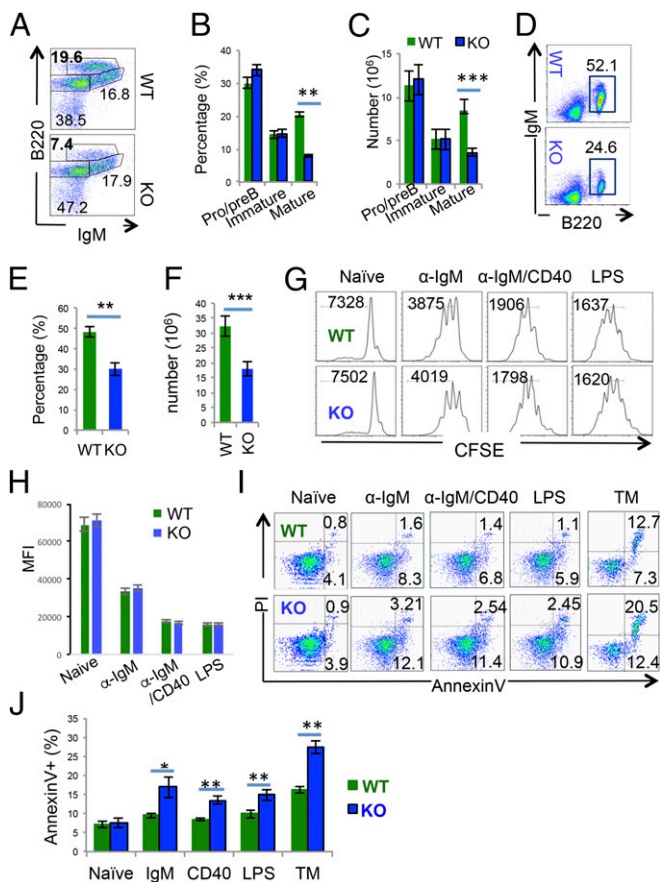 A
B220
IgM
19.6
16.8
38.5
WT
7.4
17.9
47.2
KO
B
Percentage (%)
40
30
20
10
0
**
Pro/preB
Immature
Mature
C
WT KO
Number (10⁶)
15
10
5
0
***
Pro/preB
Immature
Mature
D
IgM
WT
52.1
KO
24.6
B220
E
Percentage (%)
60
50
40
30
20
10
0
**
WT KO
F
number (10⁶)
40
35
30
25
20
15
10
5
0
***
WT
KO
G
Naïve α-IgM α-IgM/CD40 LPS
7328 3875 1906 1637
WT
7502 4019 1798 1620
KO
CFSE
H
MFI
80000
60000
40000
20000
0
WT
KO
Naive
α-IgM
α-IgM
/CD40
LPS
I
Naïve α-IgM α-IgM/CD40 LPS TM
WT
0.8 1.6 1.4 1.1 12.7
4.1 8.3 6.8 5.9 7.3
PI
KO
0.9 3.21 2.54 2.45 20.5
3.9 12.1 11.4 10.9 12.4
AnnexinV
J
AnnexinV+ (%)
30
25
20
15
10
5
0
* ** ** **
WT
KO
Naïve IgM CD40 LPS TM